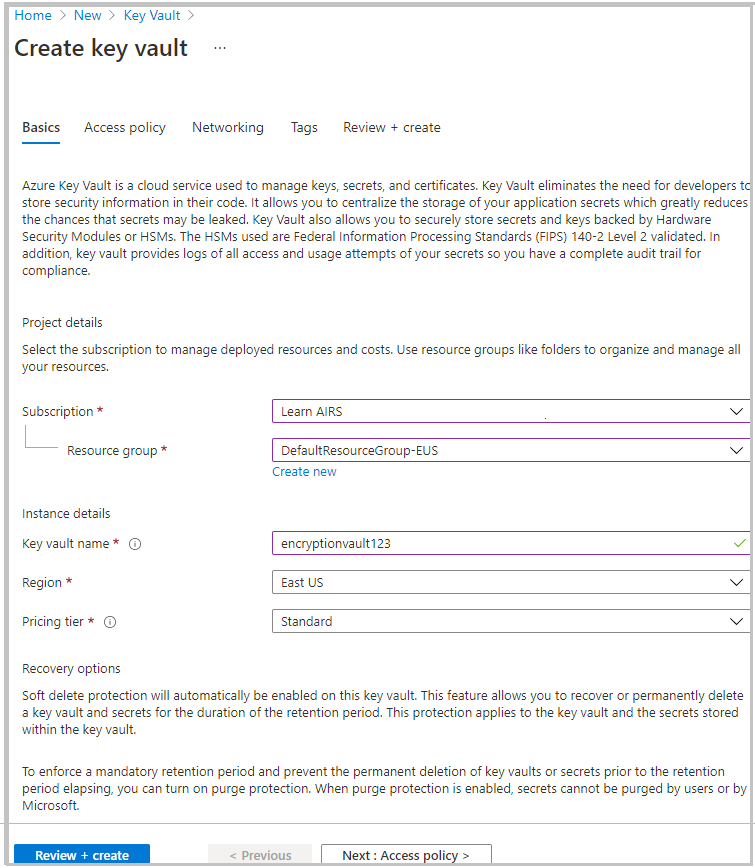 Home > New > Key Vault >
Create key vault ...
Basics Access policy Networking Tags Review + create
Azure Key Vault is a cloud service used to manage keys, secrets, and certificates. Key Vault eliminates the need for developers to
store security information in their code. It allows you to centralize the storage of your application secrets which greatly reduces
the chances that secrets may be leaked. Key Vault also allows you to securely store secrets and keys backed by Hardware
Security Modules or HSMs. The HSMs used are Federal Information Processing Standards (FIPS) 140-2 Level 2 validated. In
addition, key vault provides logs of all access and usage attempts of your secrets so you have a complete audit trail for
compliance.
Project details
Select the subscription to manage deployed resources and costs. Use resource groups like folders to organize and manage all
your resources.
Subscription * Learn AIRS
Resource group * DefaultResourceGroup-EUS
Create new
Instance details
Key vault name * encryptionvault123
Region * East US
Pricing tier * Standard
Recovery options
Soft delete protection will automatically be enabled on this key vault. This feature allows you to recover or permanently delete
a key vault and secrets for the duration of the retention period. This protection applies to the key vault and the secrets stored
within the key vault.
To enforce a mandatory retention period and prevent the permanent deletion of key vaults or secrets prior to the retention
period elapsing, you can turn on purge protection. When purge protection is enabled, secrets cannot be purged by users or by
Microsoft.
Review + create < Previous Next : Access policy >